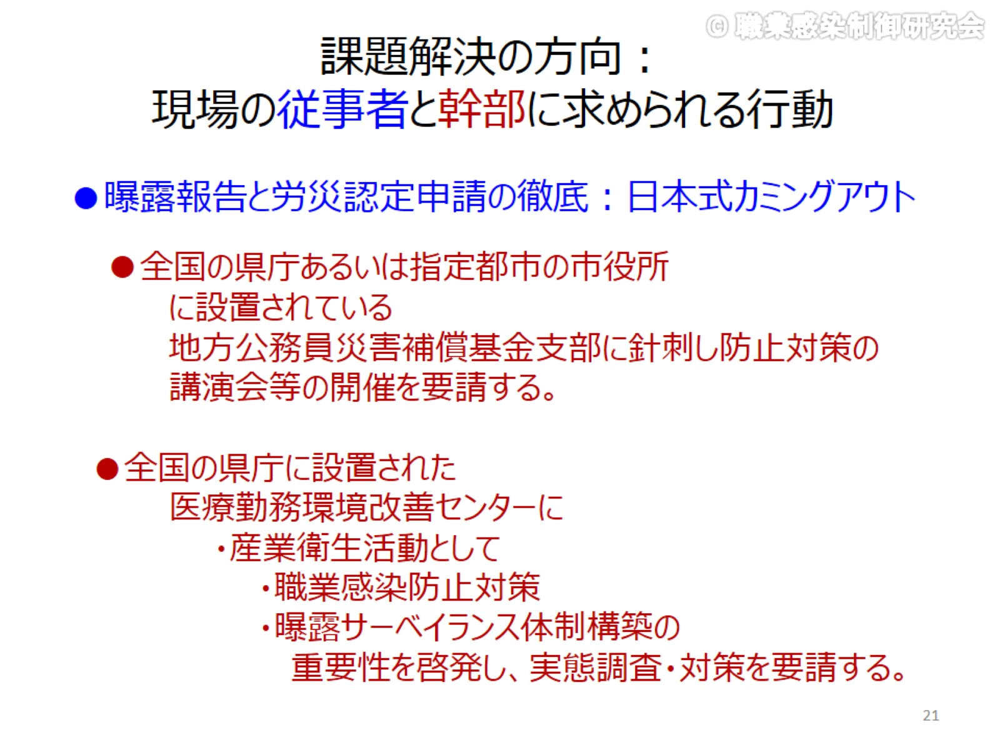 © 職業感染制御研究会
課題解決の方向：
現場の従事者と幹部に求められる行動
●曝露報告と労災認定申請の徹底：日本式カミングアウト
●全国の県庁あるいは指定都市の市役所
に設置されている
地方公務員災害補償基金支部に針刺し防止対策の
講演会等の開催を要請する。
●全国の県庁に設置された
医療勤務環境改善センターに
・産業衛生活動として
・職業感染防止対策
・曝露サーベイランス体制構築の
重要性を啓発し、実態調査・対策を要請する。
21